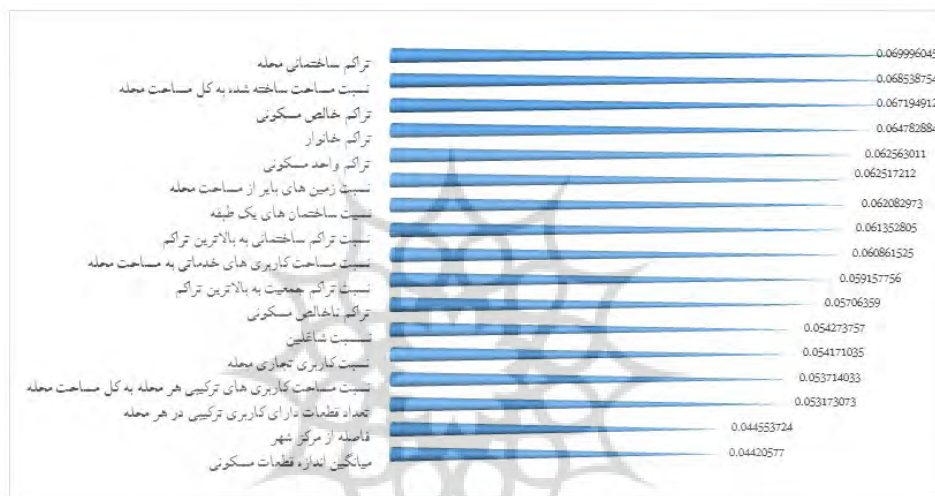 تراکم ساختمانی محله 0.069996045
نسبت مساحت ساخته شده به کل مساحت محله 0.068538754
تراکم خالص مسکونی 0.067194912
تراکم خانوار 0.064782884
تراکم واحد مسکونی 0.062563011
نسبت زمین های بایر از مساحت محله 0.062517212
نسبت ساختمان های یک طبقه 0.062082973
نسبت تراکم ساختمانی به بالاترین تراکم 0.061352805
نسبت مساحت کاربری های خدماتی به مساحت محله 0.060861525
نسبت تراکم جمعیت به بالاترین تراکم 0.059157756
تراکم ناخالص مسکونی 0.05706359
نسبت شاغلین 0.054273757
نسبت کاربری تجاری محله 0.054171035
نسبت مساحت کاربری های ترکیبی هر محله به کل مساحت محله 0.053714033
تعداد قطعات دارای کاربری ترکیبی در هر محله 0.053173073
فاصله از مرکز شهر 0.044553724
میانگین اندازه قطعات مسکونی 0.04420577